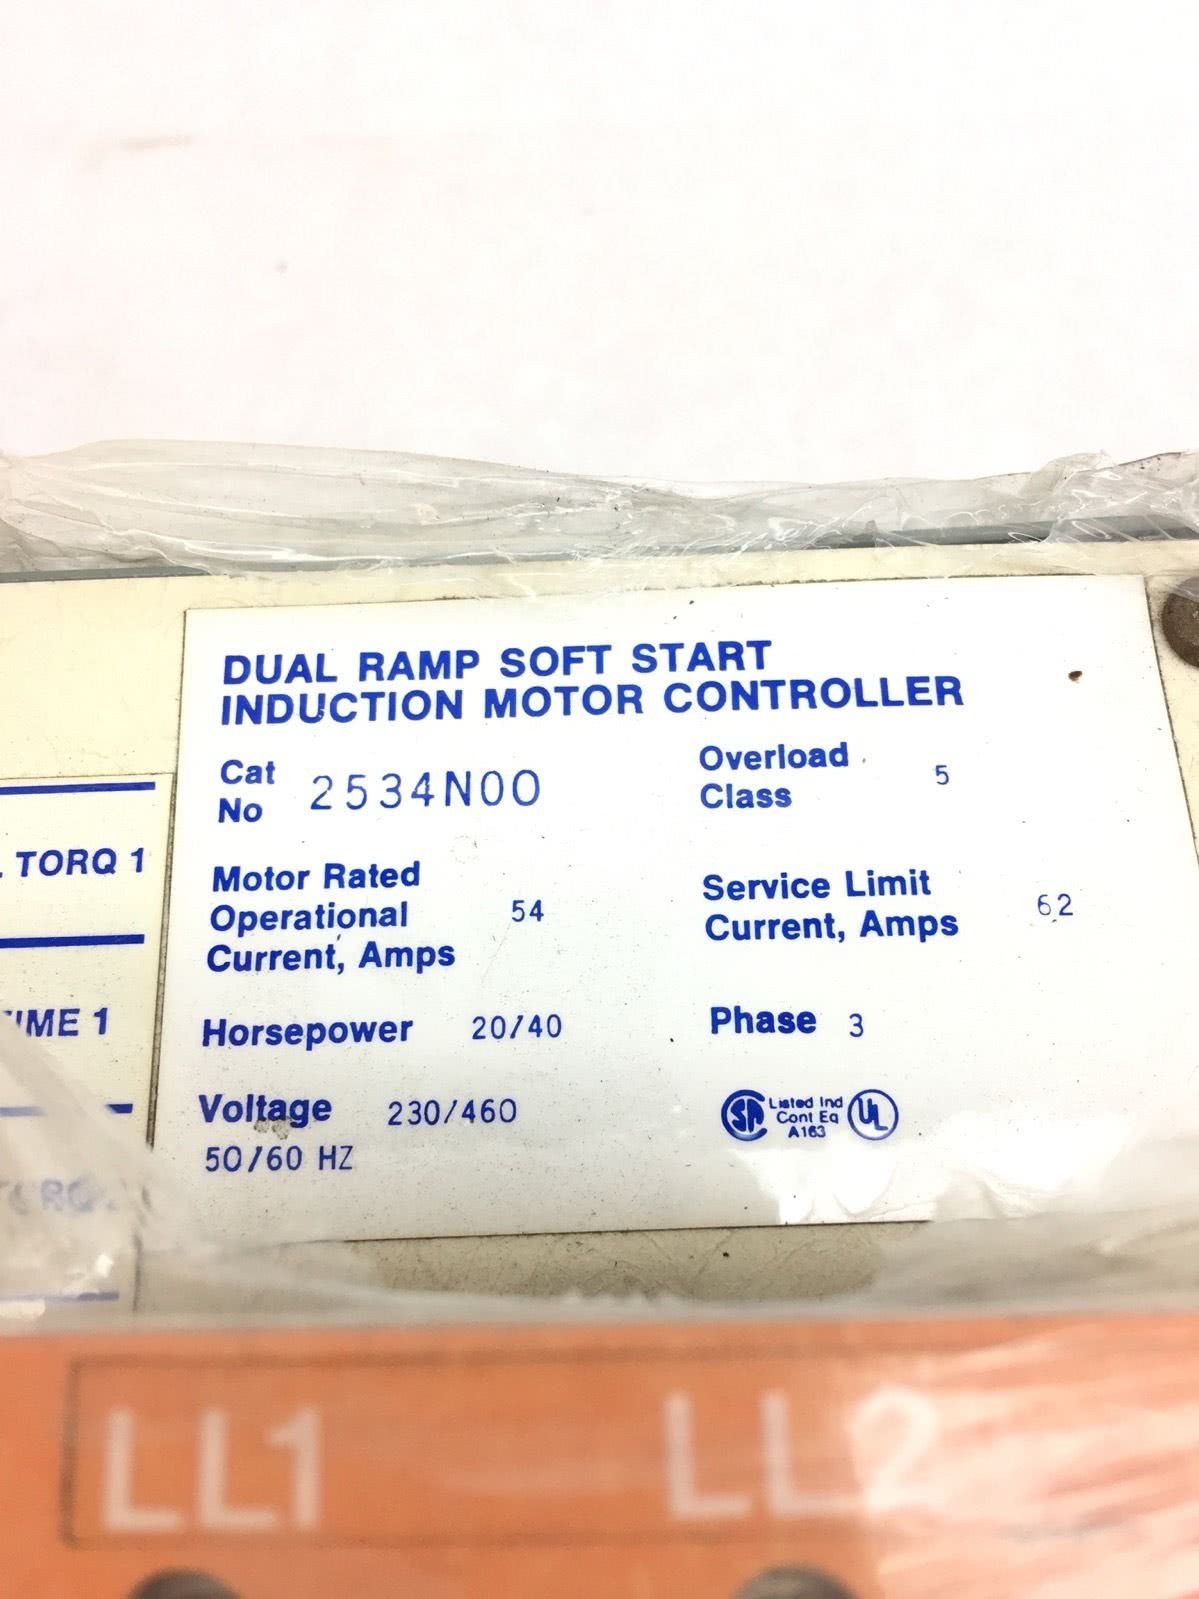 DUAL RAMP SOFT START
INDUCTION MOTOR CONTROLLER
Cat No 2534N00
Overload Class 5
Motor Rated
Operational
Current, Amps 54
Service Limit
Current, Amps 62
Horsepower 20/40
Phase 3
Voltage 230/460
50/60 HZ
SA
Listed Ind
Cont Eq
A163
UL
TORQ 1
IME 1
LL1
LL2